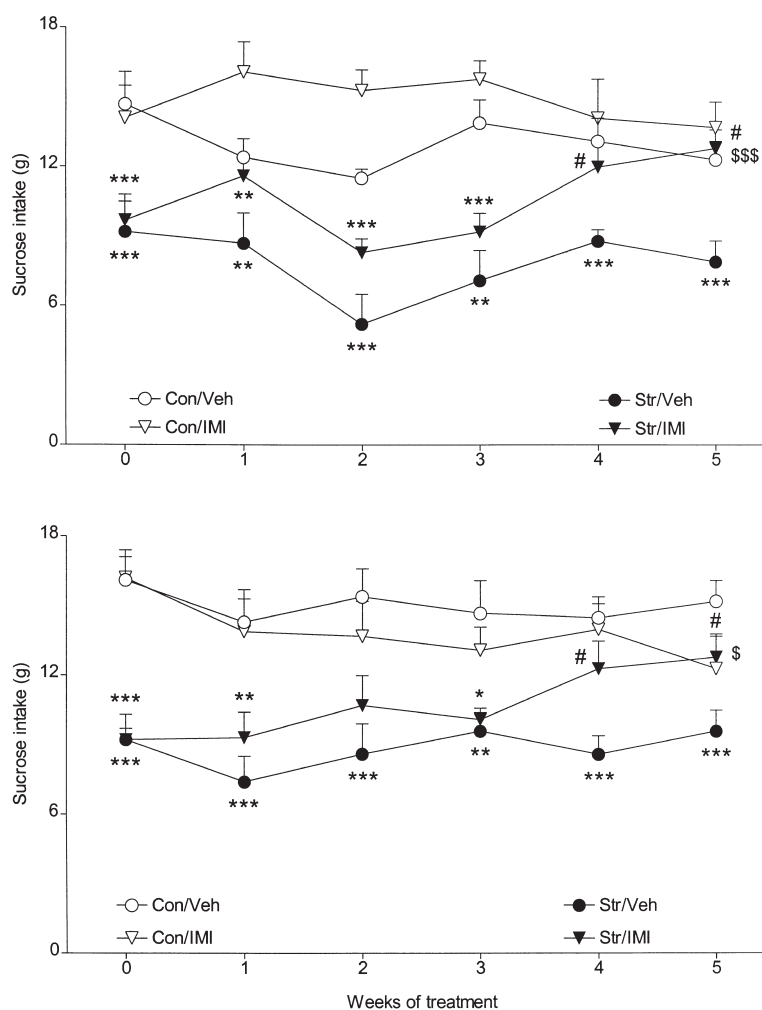 18
12
6
0
Sucrose intake (g)
*** ** *** *** # #
$$$
*** ** *** ** *** ***
Con/Veh Str/Veh
Con/IMI Str/IMI
0 1 2 3 4 5
18
12
6
0
Sucrose intake (g)
*** ** * # #
$
*** *** *** ** *** ***
Con/Veh Str/Veh
Con/IMI Str/IMI
0 1 2 3 4 5
Weeks of treatment